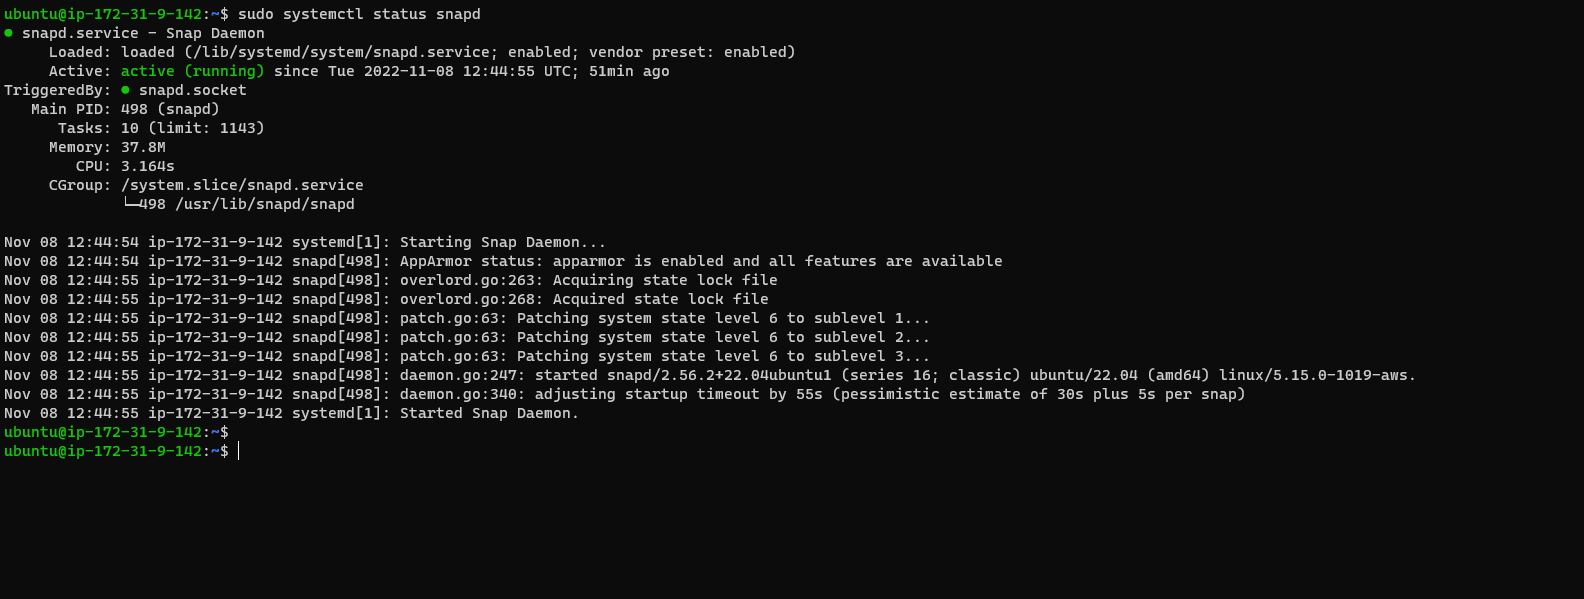 ubuntu@ip-172-31-9-142:~$ sudo systemctl status snapd
● snapd.service - Snap Daemon
     Loaded: loaded (/lib/systemd/system/snapd.service; enabled; vendor preset: enabled)
     Active: active (running) since Tue 2022-11-08 12:44:55 UTC; 51min ago
TriggeredBy: ● snapd.socket
   Main PID: 498 (snapd)
      Tasks: 10 (limit: 1143)
     Memory: 37.8M
        CPU: 3.164s
     CGroup: /system.slice/snapd.service
             └─498 /usr/lib/snapd/snapd

Nov 08 12:44:54 ip-172-31-9-142 systemd[1]: Starting Snap Daemon...
Nov 08 12:44:54 ip-172-31-9-142 snapd[498]: AppArmor status: apparmor is enabled and all features are available
Nov 08 12:44:55 ip-172-31-9-142 snapd[498]: overlord.go:263: Acquiring state lock file
Nov 08 12:44:55 ip-172-31-9-142 snapd[498]: overlord.go:268: Acquired state lock file
Nov 08 12:44:55 ip-172-31-9-142 snapd[498]: patch.go:63: Patching system state level 6 to sublevel 1...
Nov 08 12:44:55 ip-172-31-9-142 snapd[498]: patch.go:63: Patching system state level 6 to sublevel 2...
Nov 08 12:44:55 ip-172-31-9-142 snapd[498]: patch.go:63: Patching system state level 6 to sublevel 3...
Nov 08 12:44:55 ip-172-31-9-142 snapd[498]: daemon.go:247: started snapd/2.56.2+22.04ubuntu1 (series 16; classic) ubuntu/22.04 (amd64) linux/5.15.0-1019-aws.
Nov 08 12:44:55 ip-172-31-9-142 snapd[498]: daemon.go:340: adjusting startup timeout by 55s (pessimistic estimate of 30s plus 5s per snap)
Nov 08 12:44:55 ip-172-31-9-142 systemd[1]: Started Snap Daemon.
ubuntu@ip-172-31-9-142:~$
ubuntu@ip-172-31-9-142:~$